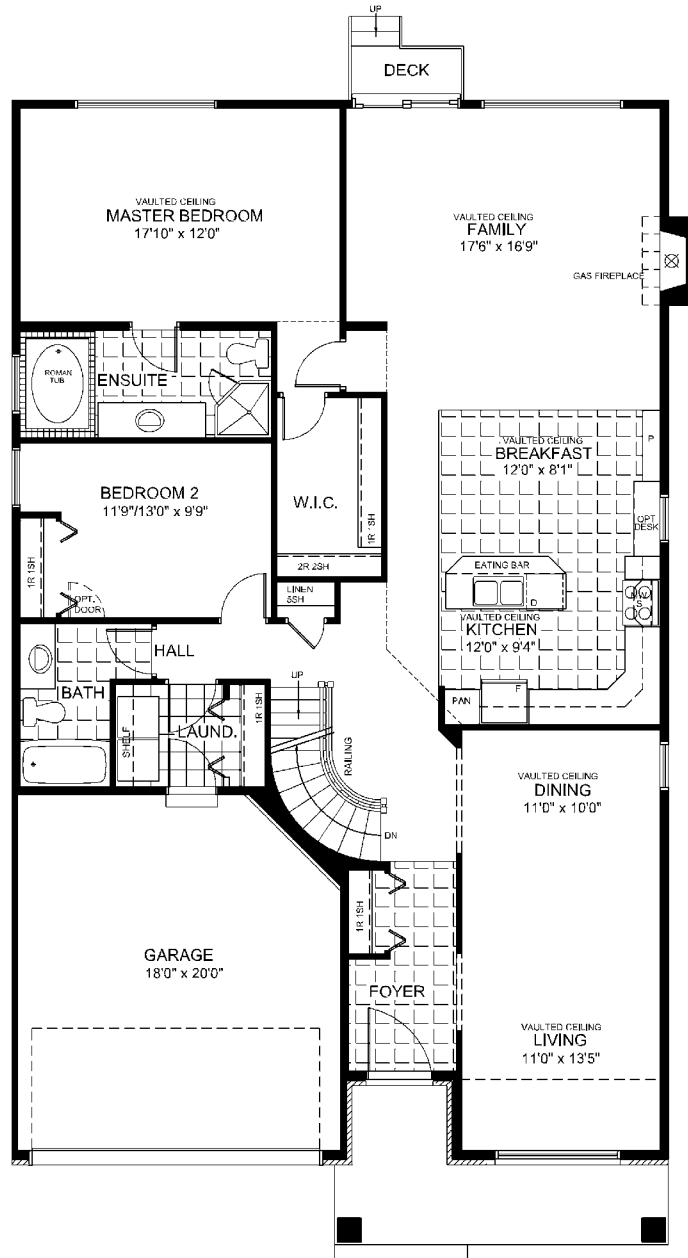 UP
DECK
VAULTED CEILING
MASTER BEDROOM
17'10" x 12'0"
VAULTED CEILING
FAMILY
17'6" x 16'9"
GAS FIREPLACE
ROMAN
TUB
ENSUITE
VAULTED CEILING
BREAKFAST
12'0" x 8'1"
P
BEDROOM 2
11'9"/13'0" x 9'9"
W.I.C.
1R 1SH
OPT
DESK
1R 1SH
2R 2SH
EATING BAR
OPT.
DOOR
LINEN
5SH
D
MW
S
VAULTED CEILING
KITCHEN
12'0" x 9'4"
HALL
BATH
UP
F
PAN
1R 1SH
LAUND.
SHELF
RAILING
VAULTED CEILING
DINING
11'0" x 10'0"
DN
1R 1SH
GARAGE
18'0" x 20'0"
FOYER
VAULTED CEILING
LIVING
11'0" x 13'5"